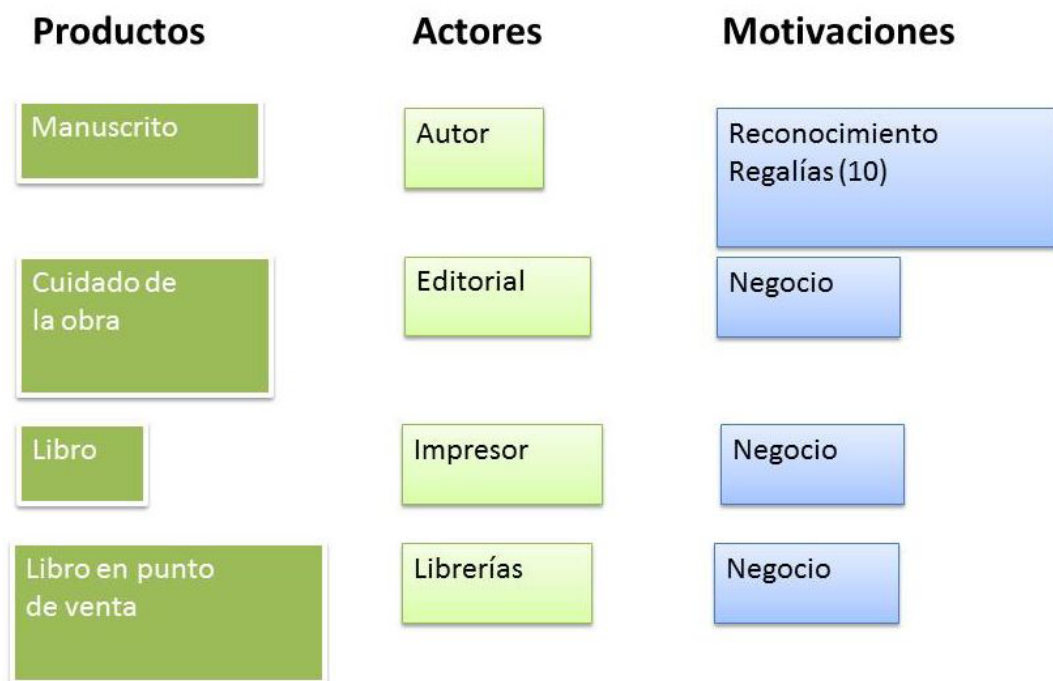 Productos
Actores
Motivaciones
Manuscrito
Autor
Reconocimiento
Regalías (10)
Cuidado de
la obra
Editorial
Negocio
Libro
Impresor
Negocio
Libro en punto
de venta
Librerías
Negocio